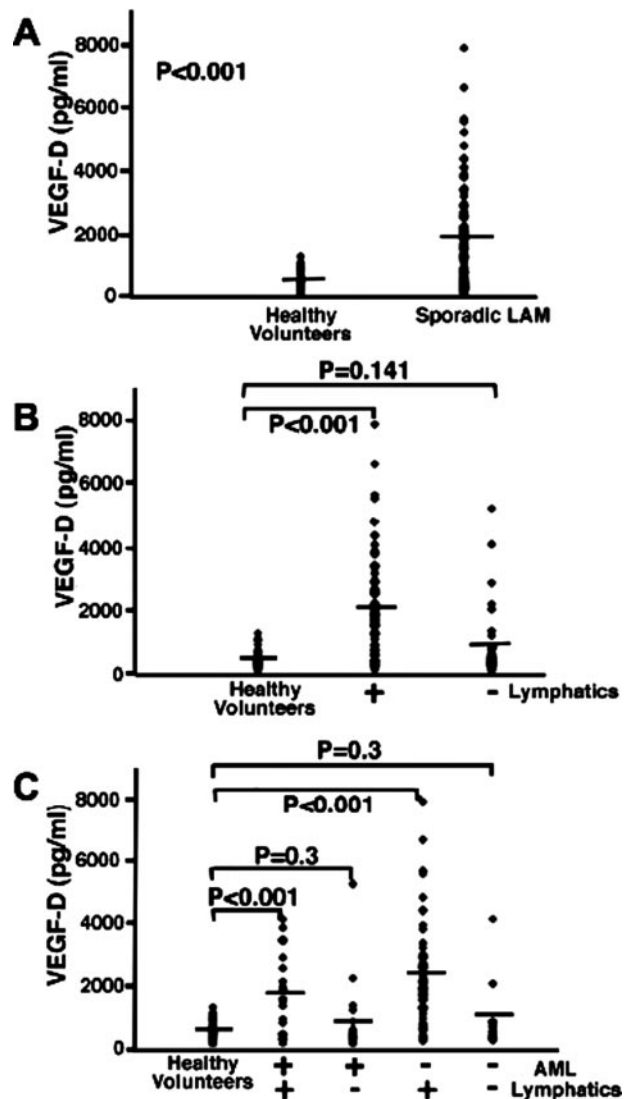 A
VEGF-D (pg/ml)
8000
6000
4000
2000
0
P<0.001
Healthy
Volunteers
Sporadic LAM
B
VEGF-D (pg/ml)
8000
6000
4000
2000
0
P=0.141
P<0.001
Healthy
Volunteers
+ - Lymphatics
C
VEGF-D (pg/ml)
8000
6000
4000
2000
0
P=0.3
P<0.001
P=0.3
P<0.001
Healthy
Volunteers
+ + - - AML
+ - + - Lymphatics